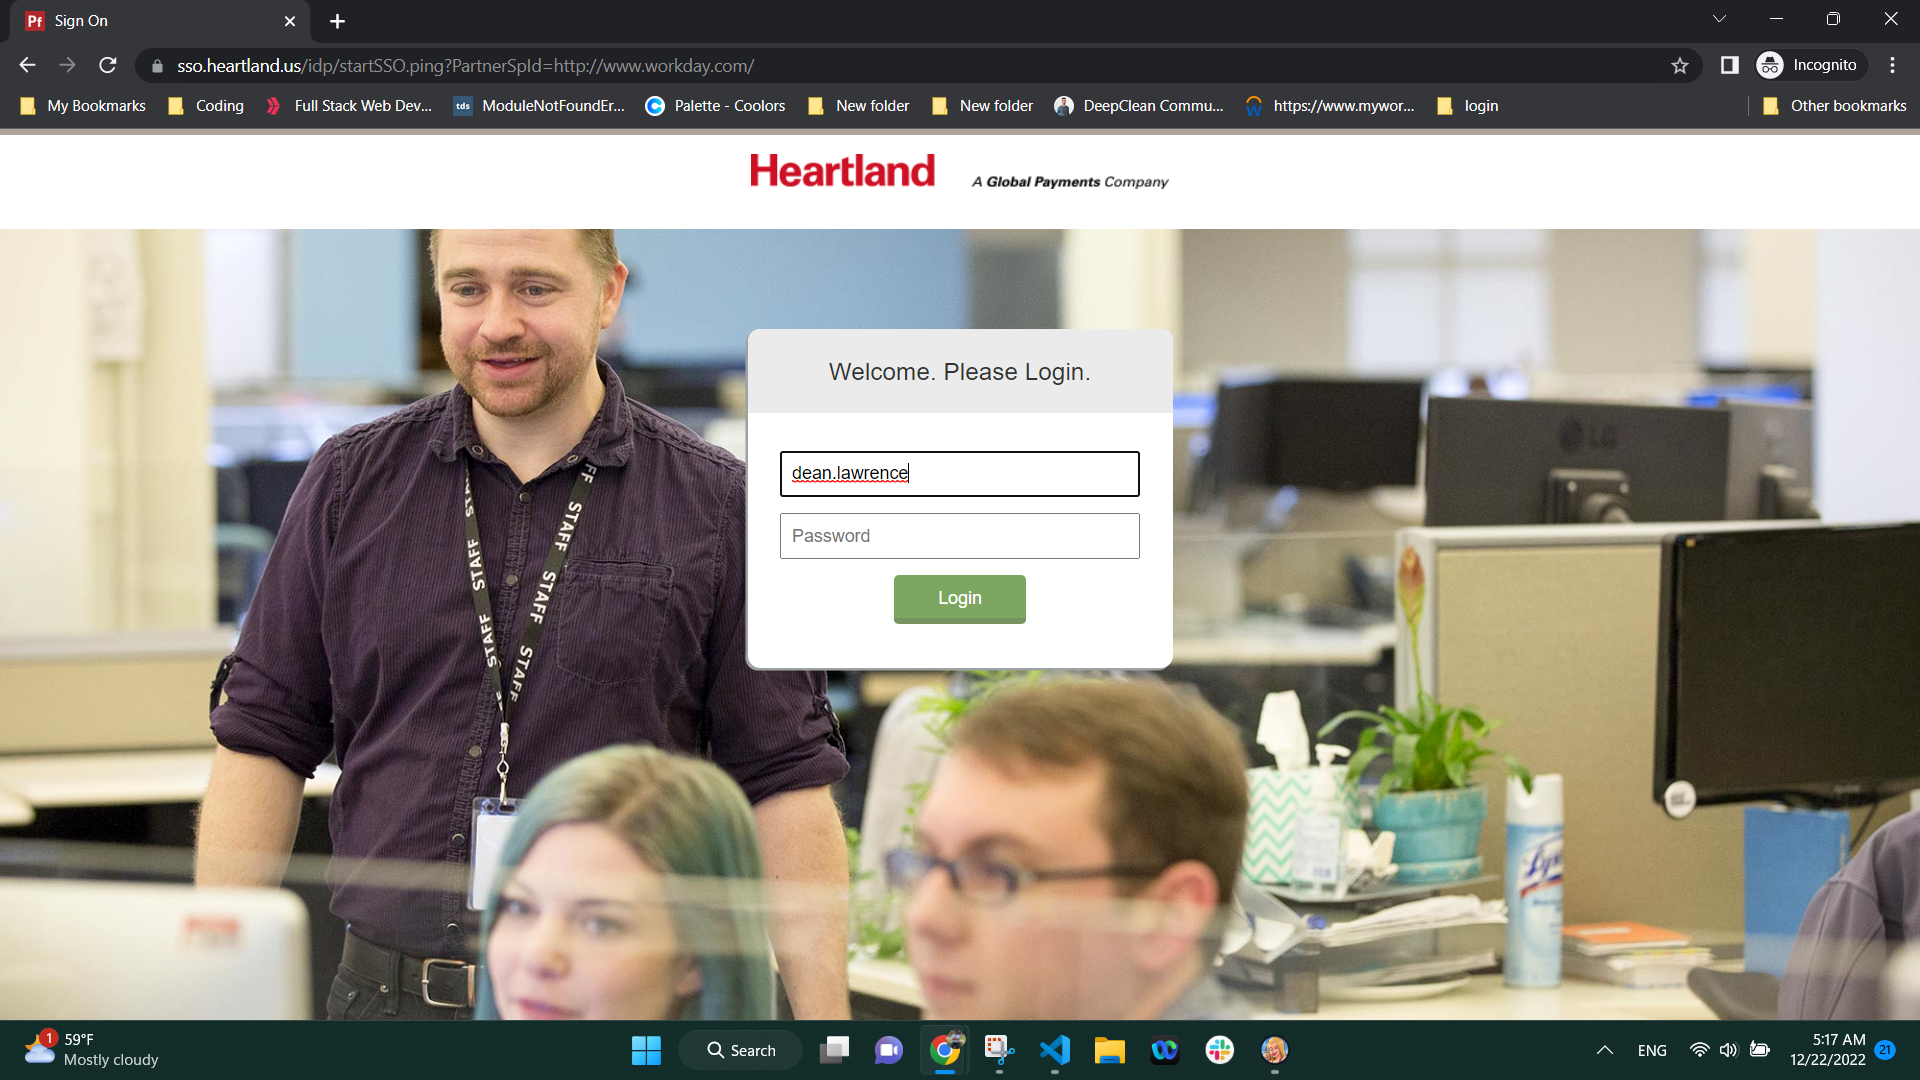 Sign On
sso.heartland.us/idp/startSSO.ping?PartnerSpId=http://www.workday.com/
Incognito
My Bookmarks
Coding
Full Stack Web Dev...
tds
ModuleNotFoundEr...
Palette - Coolors
New folder
New folder
DeepClean Commu...
https://www.mywor...
login
Other bookmarks
Heartland
A Global Payments Company
Welcome. Please Login.
dean.lawrence
Password
Login
STAFF
STAFF
STAFF
STAFF
STAFF
LG
1
59°F
Mostly cloudy
Search
ENG
5:17 AM
12/22/2022
21